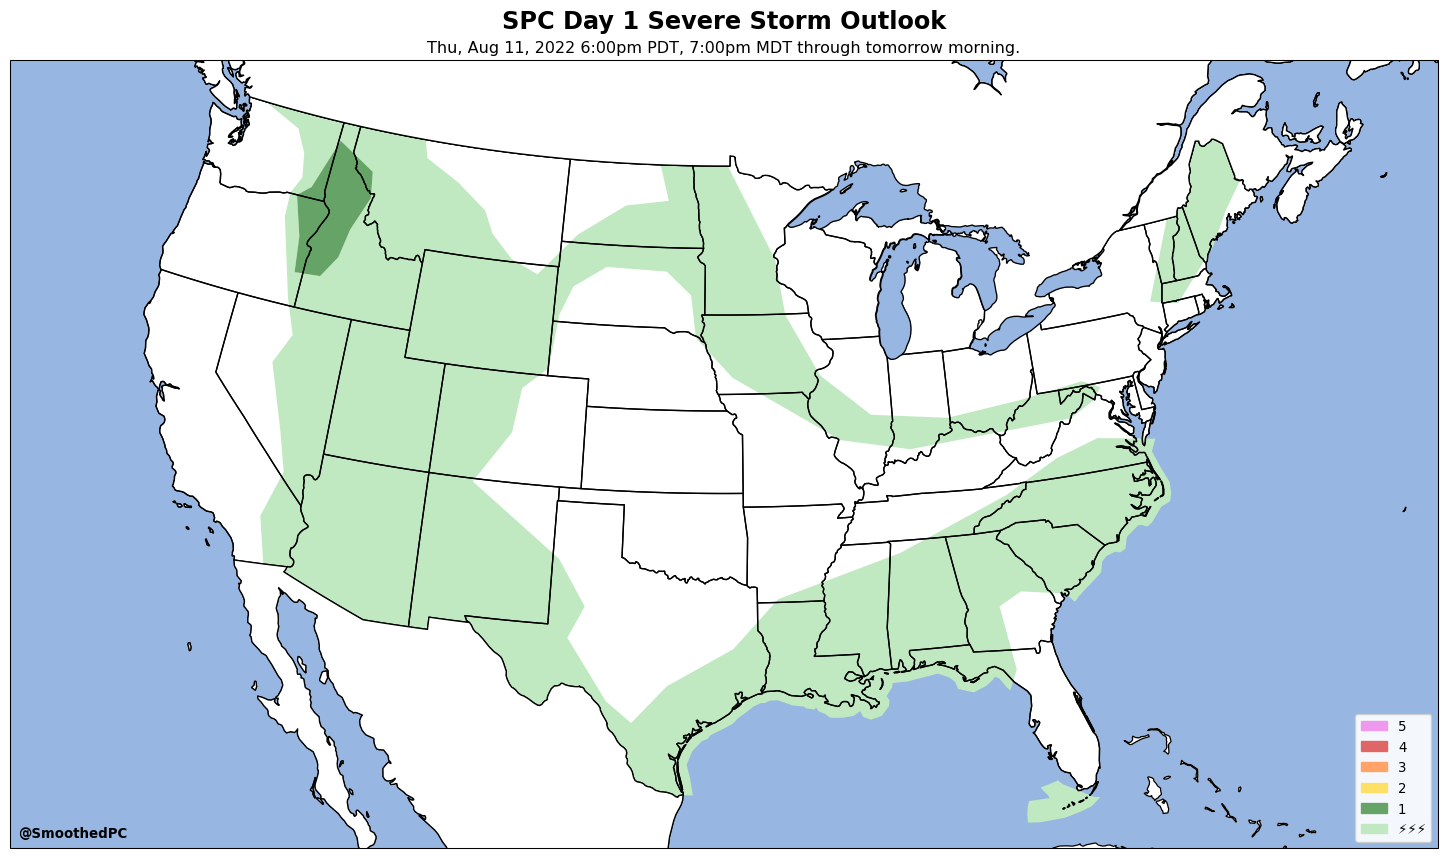 SPC Day 1 Severe Storm Outlook
Thu, Aug 11, 2022 6:00pm PDT, 7:00pm MDT through tomorrow morning.
5
4
3
2
1
⚡⚡⚡
@SmoothedPC